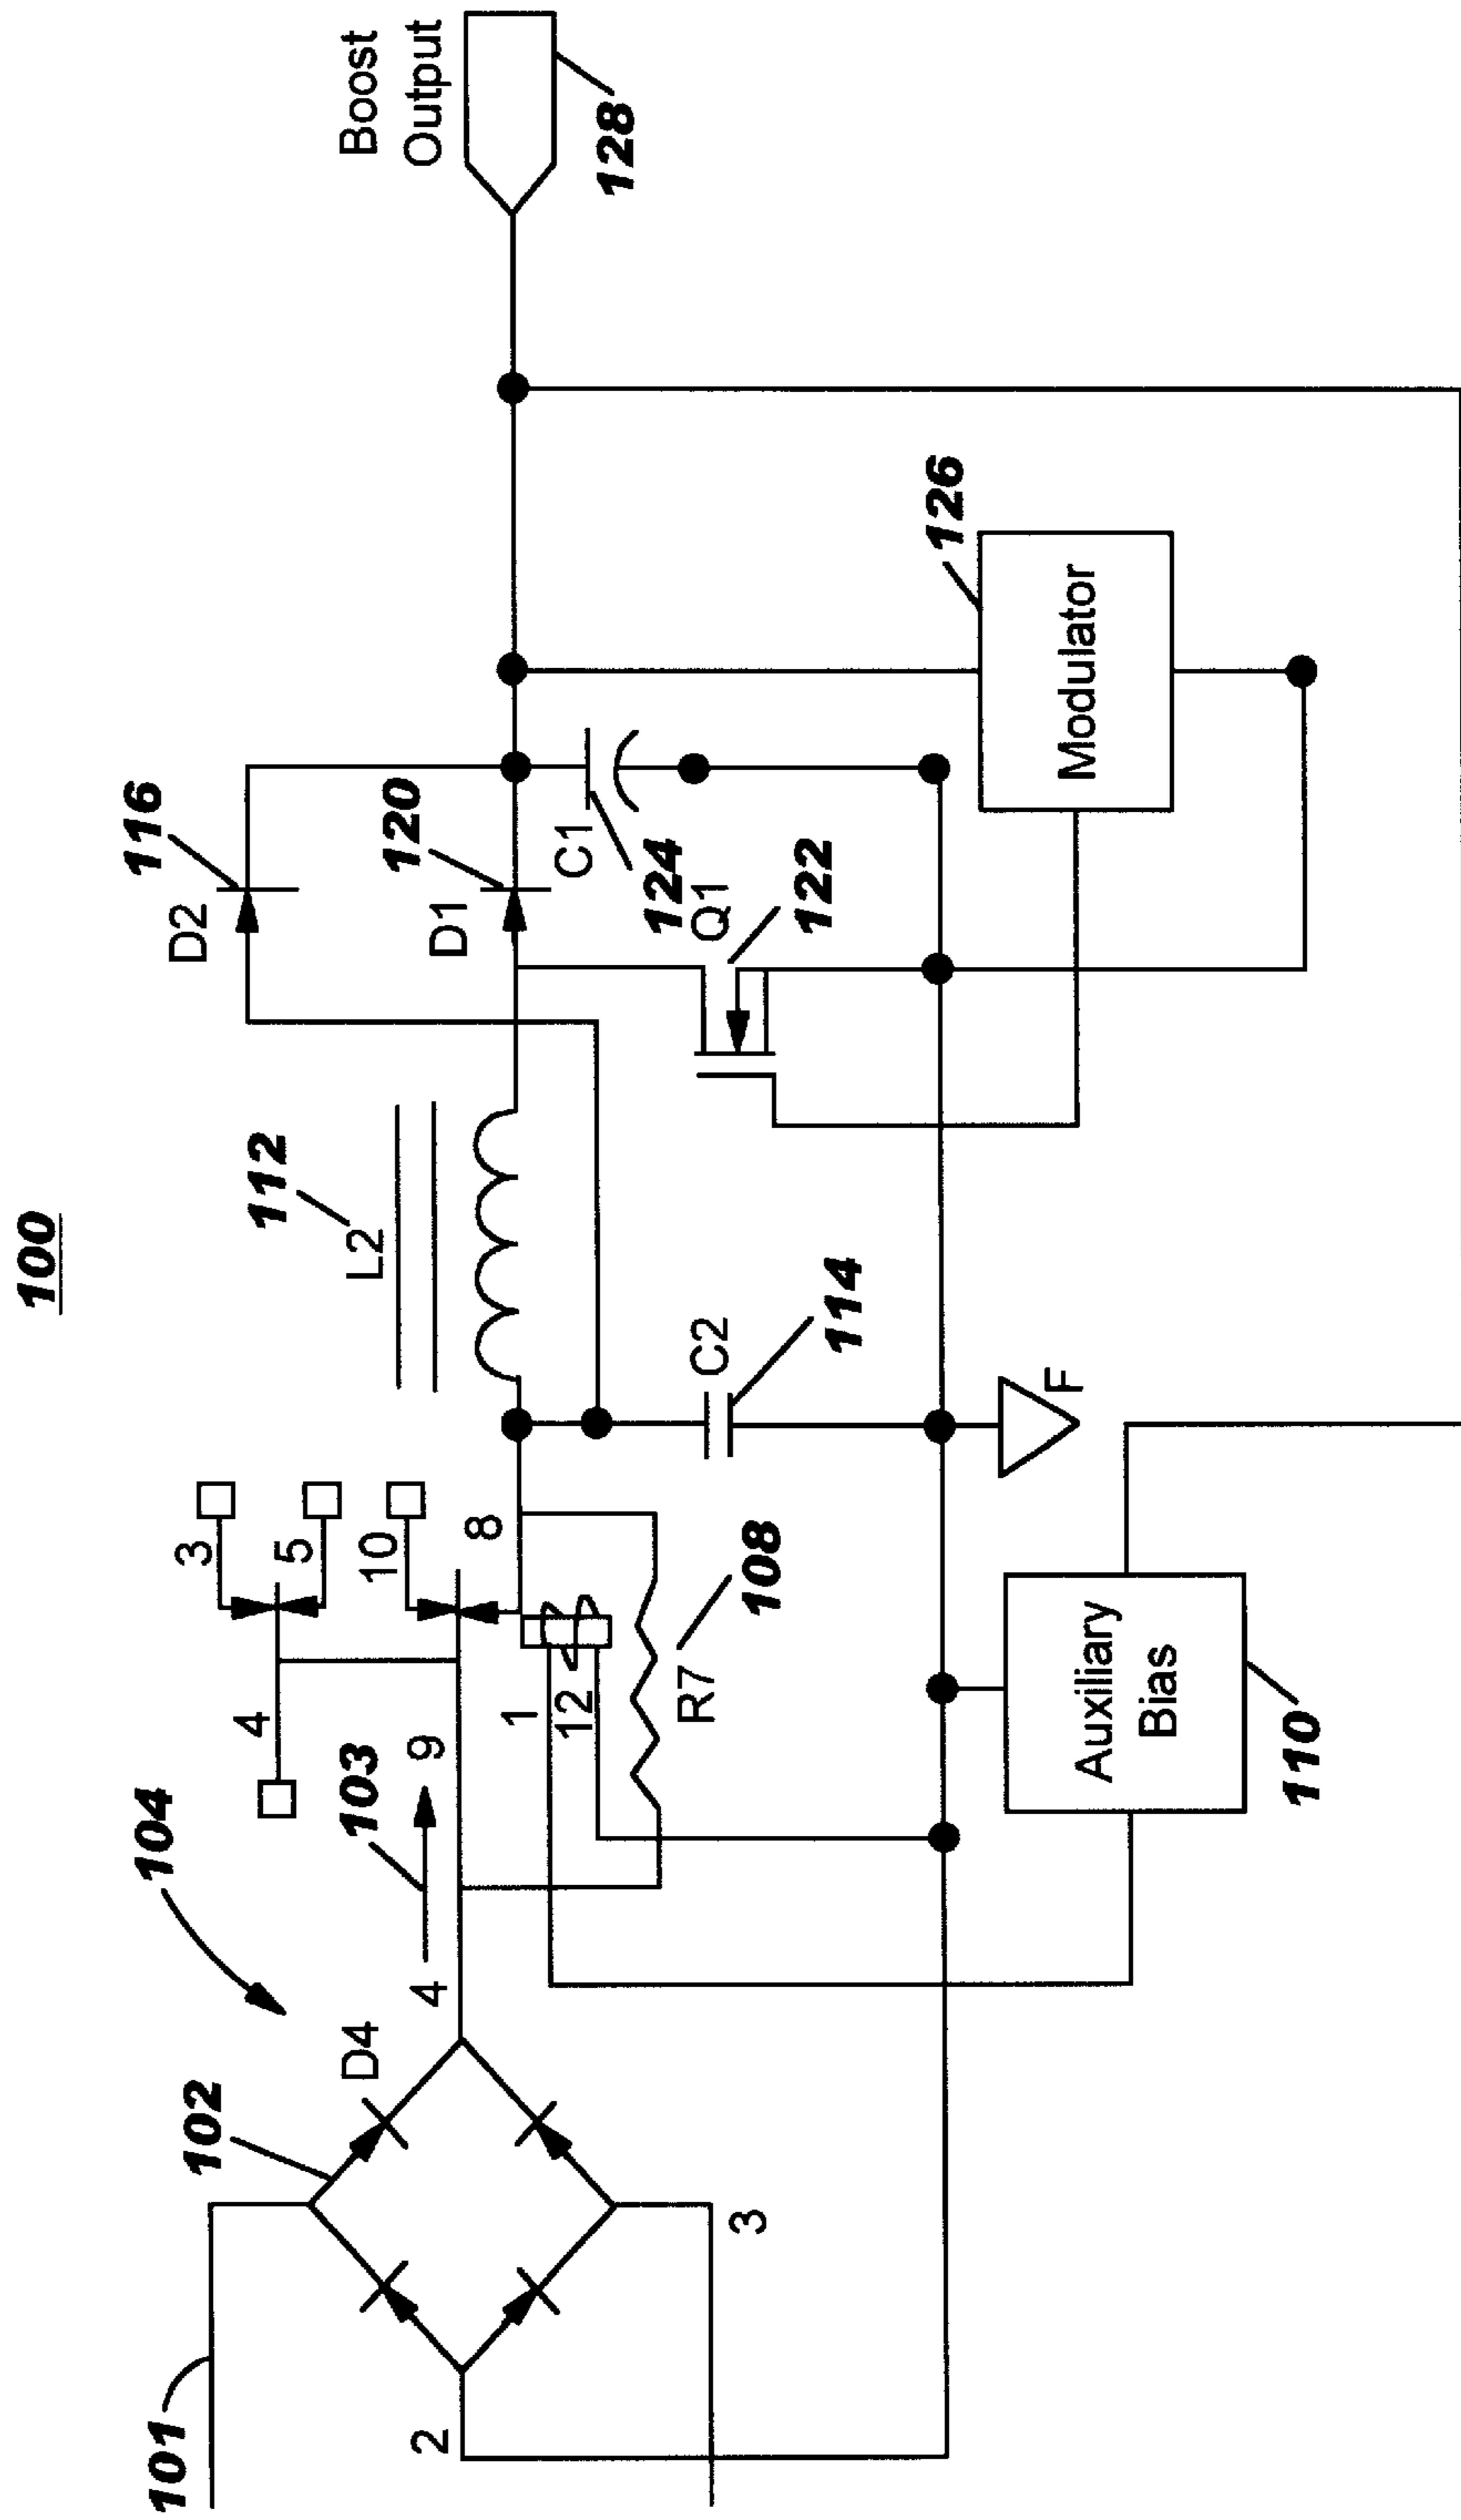 100
101
102
D4
2
3
4
104
103
9
4
3
5
10
8
1
12
R7
108
Auxiliary
Bias
110
L2
112
C2
114
F
D2
116
D1
120
C1
124
Q1
122
Modulator
126
Boost
Output
128